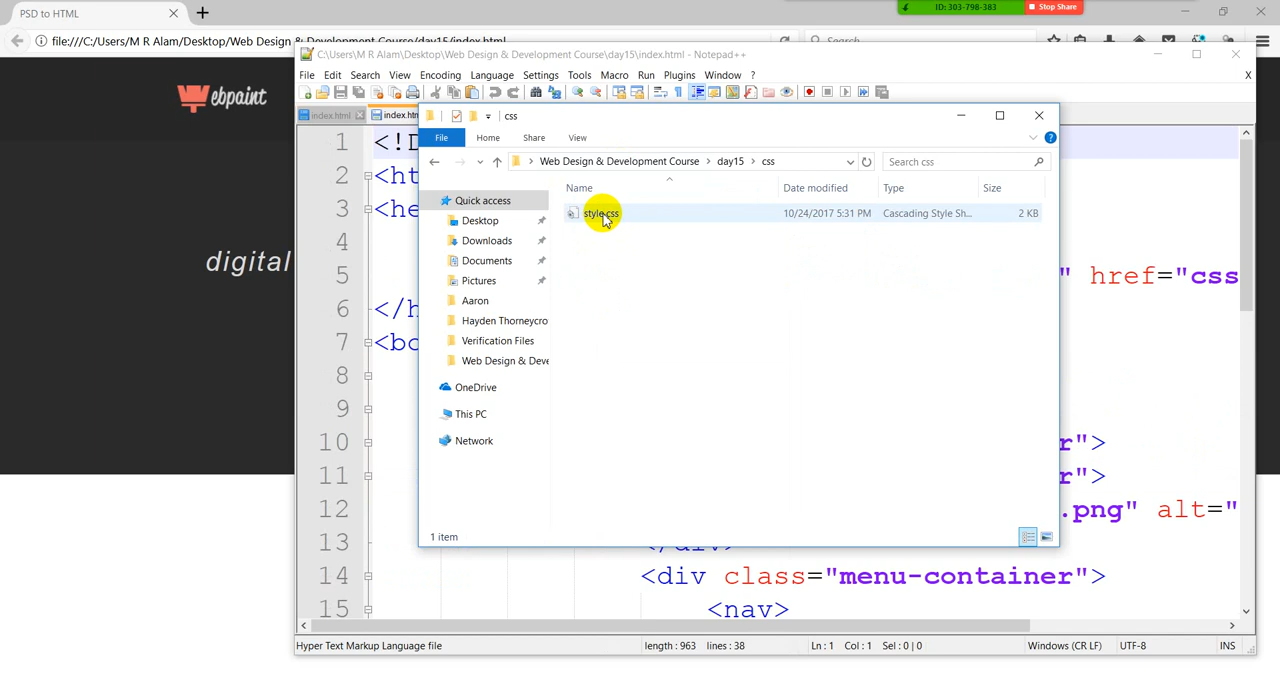 PSD to HTML
ID: 303-798-383
Stop Share
file:///C:/Users/M R Alam/Desktop/Web Design & Development Course/day15/index.html
Search
C:\Users\M R Alam\Desktop\Web Design & Development Course\day15\index.html - Notepad++
File Edit Search View Encoding Language Settings Tools Macro Run Plugins Window ? X
ebpaint
digital
index.html
index.htm
css
File Home Share View
Web Design & Development Course > day15 > css
Search css
Name Date modified Type Size
style.css 10/24/2017 5:31 PM Cascading Style Sh... 2 KB
Quick access
Desktop
Downloads
Documents
Pictures
Aaron
Hayden Thorneycro
Verification Files
Web Design & Deve
OneDrive
This PC
Network
1 item
1 <!D
2 <ht
3 <he
4
5 " href="css
6 </h
7 <bo
8
9
10 r">
11 r">
12 .png" alt="
13 </div>
14 <div class="menu-container">
15 <nav>
Hyper Text Markup Language file length : 963 lines : 38 Ln : 1 Col : 1 Sel : 0 | 0 Windows (CR LF) UTF-8 INS